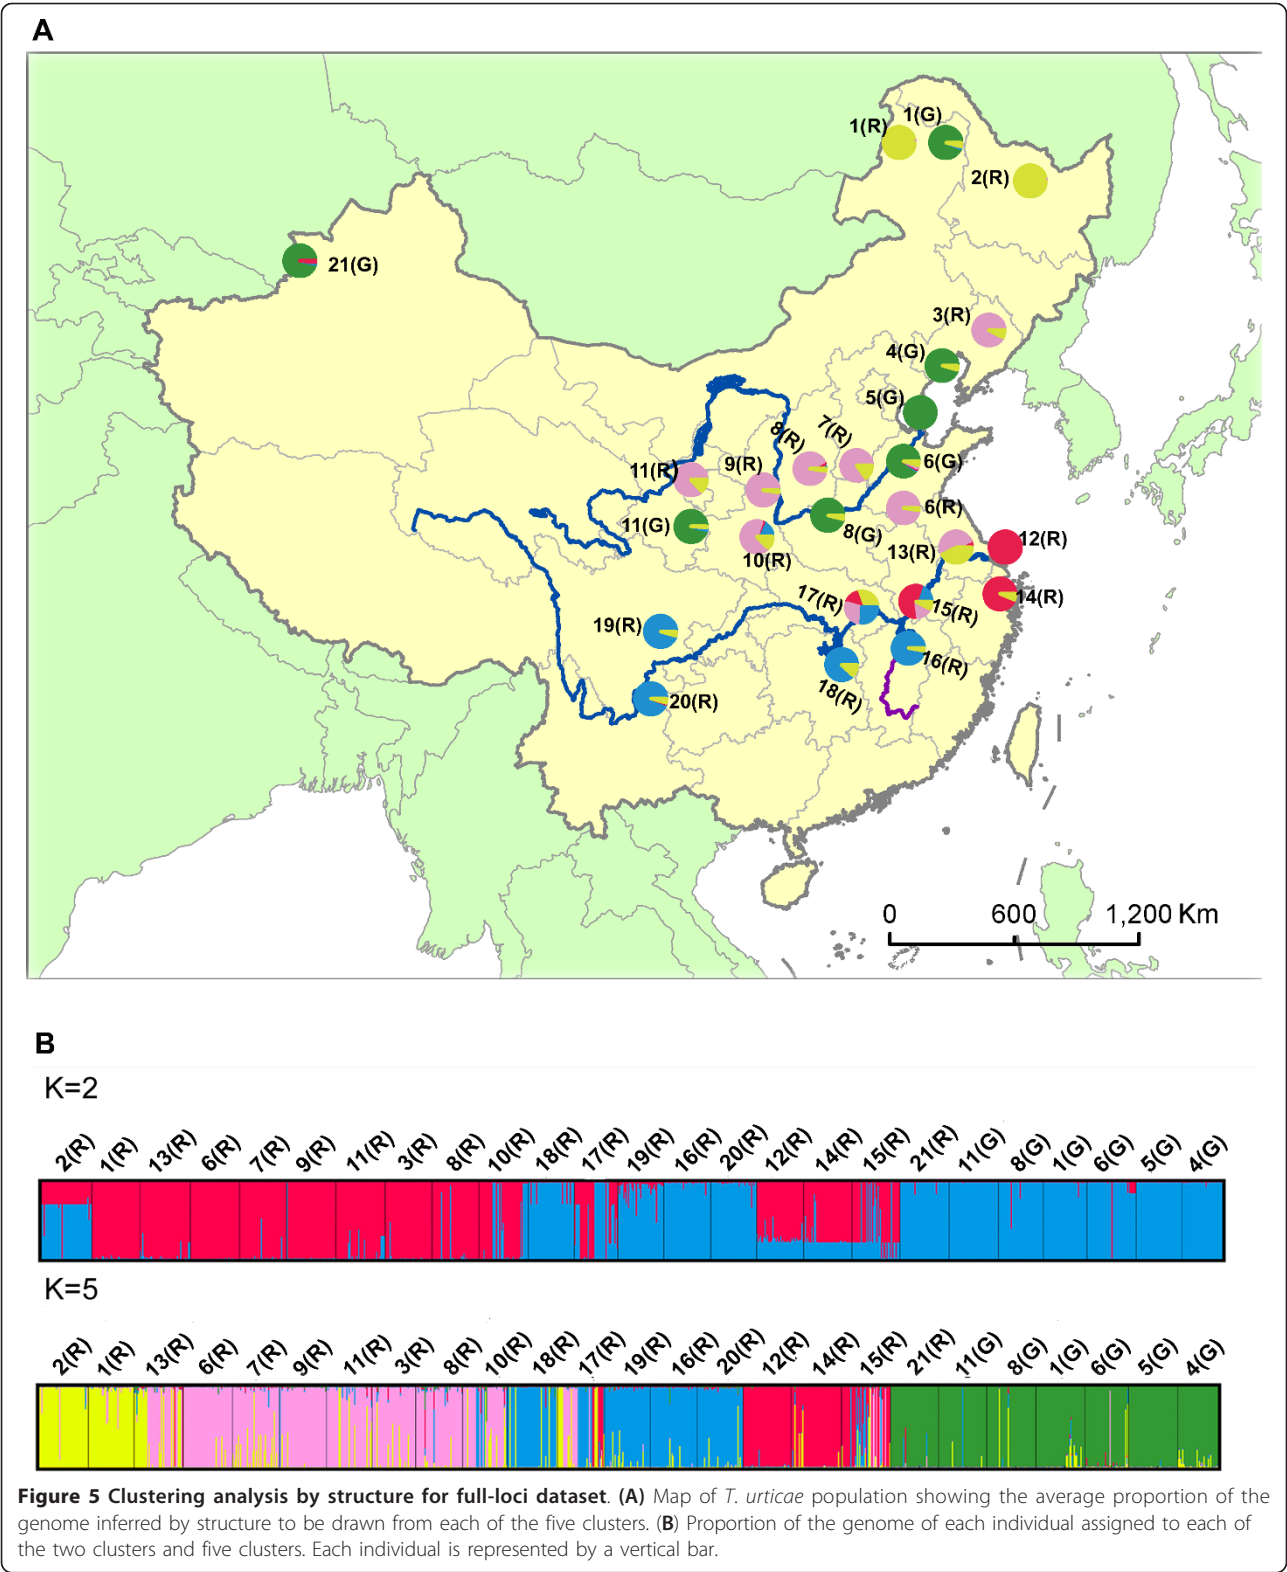 A
1(R)
1(G)
2(R)
21(G)
3(R)
4(G)
5(G)
8(R)
7(R)
11(R)
9(R)
6(G)
6(R)
11(G)
8(G)
10(R)
13(R)
12(R)
17(R)
15(R)
14(R)
19(R)
16(R)
18(R)
20(R)
0 600 1,200 Km
B
K=2
2(R) 1(R) 13(R) 6(R) 7(R) 9(R) 11(R) 3(R) 8(R) 10(R) 18(R) 17(R) 19(R) 16(R) 20(R) 12(R) 14(R) 15(R) 21(R) 11(G) 8(G) 1(G) 6(G) 5(G) 4(G)
K=5
2(R) 1(R) 13(R) 6(R) 7(R) 9(R) 11(R) 3(R) 8(R) 10(R) 18(R) 17(R) 19(R) 16(R) 20(R) 12(R) 14(R) 15(R) 21(R) 11(G) 8(G) 1(G) 6(G) 5(G) 4(G)
Figure 5 Clustering analysis by structure for full-loci dataset. (A) Map of T. urticae population showing the average proportion of the
genome inferred by structure to be drawn from each of the five clusters. (B) Proportion of the genome of each individual assigned to each of
the two clusters and five clusters. Each individual is represented by a vertical bar.